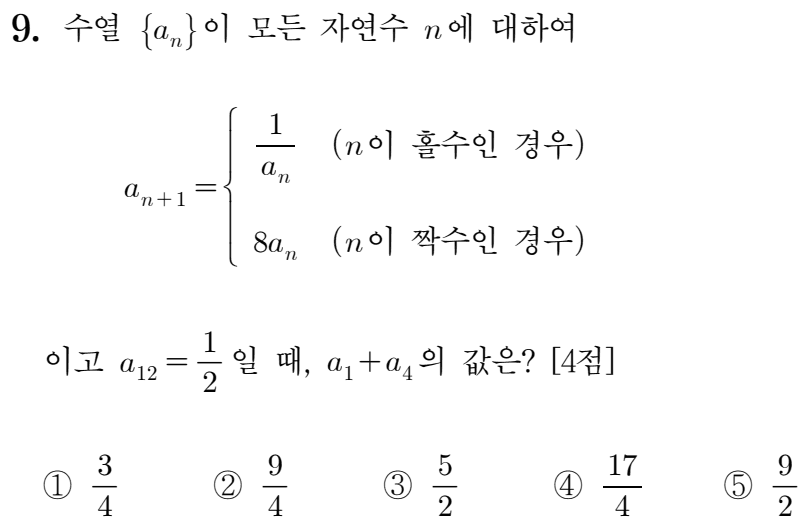 9. 수열 {aₙ}이 모든 자연수 n에 대하여
aₙ₊₁ = { 1/aₙ (n이 홀수인 경우)
8aₙ (n이 짝수인 경우)
이고 a₁₂ = 1/2 일 때, a₁+a₄의 값은? [4점]
① 3/4 ② 9/4 ③ 5/2 ④ 17/4 ⑤ 9/2